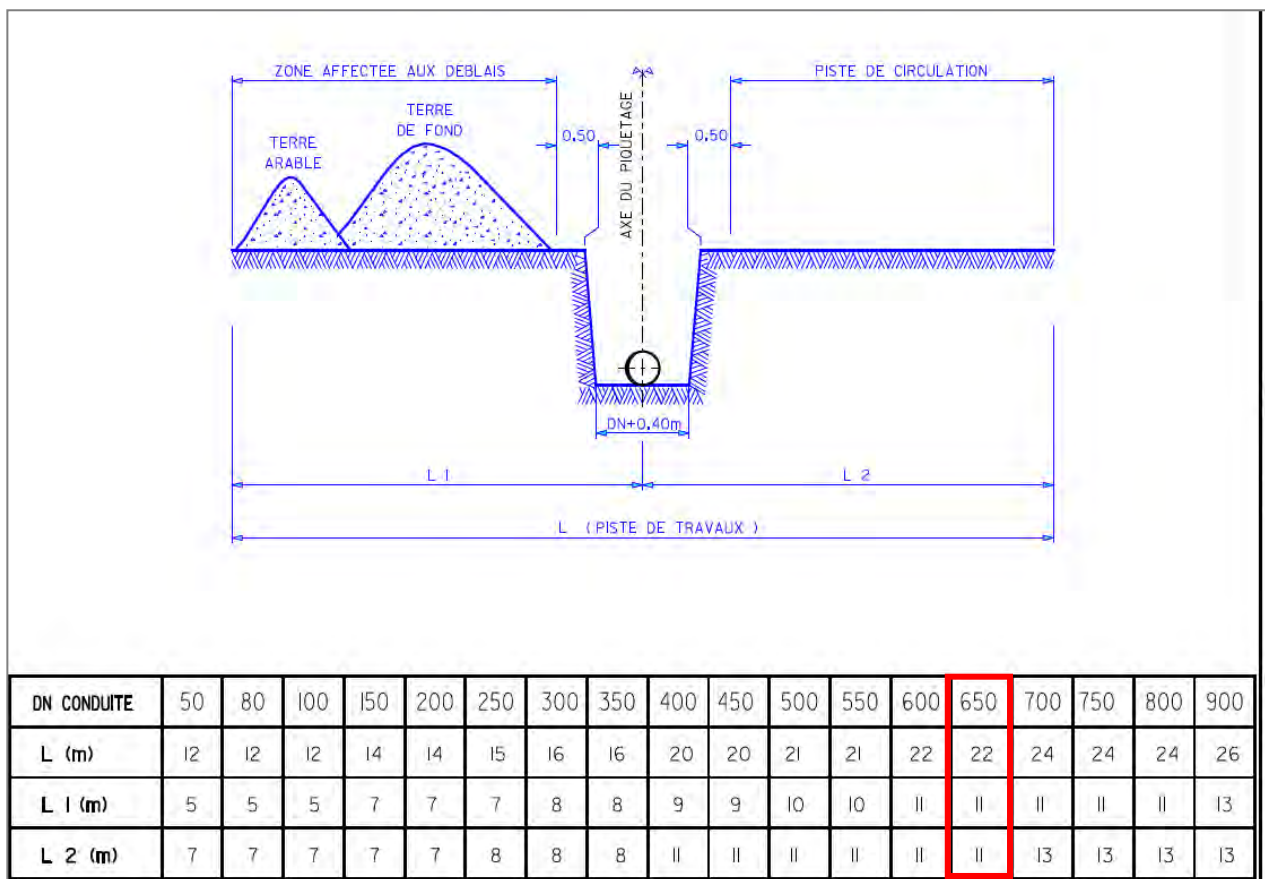 ZONE AFFECTEE AUX DEBLAIS
PISTE DE CIRCULATION
TERRE
DE FOND
TERRE
ARABLE
0.50
AXE DU PIQUETAGE
0.50
DN+0.40m
L 1
L 2
L (PISTE DE TRAVAUX)
DN CONDUITE 50 80 100 150 200 250 300 350 400 450 500 550 600 650 700 750 800 900
L (m) 12 12 12 14 14 15 16 16 20 20 21 21 22 22 24 24 24 26
L 1 (m) 5 5 5 7 7 7 8 8 9 9 10 10 11 11 11 11 11 13
L 2 (m) 7 7 7 7 7 8 8 8 11 11 11 11 11 11 13 13 13 13